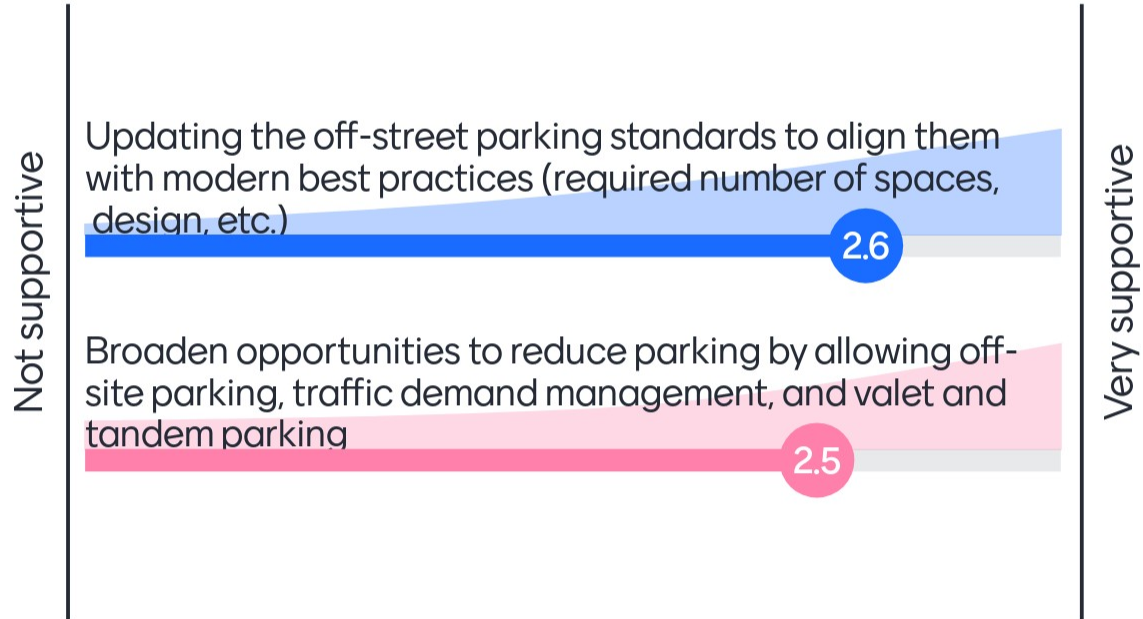 Not supportive
Updating the off-street parking standards to align them
with modern best practices (required number of spaces,
design, etc.)
2.6
Broaden opportunities to reduce parking by allowing off-
site parking, traffic demand management, and valet and
tandem parking
2.5
Very supportive